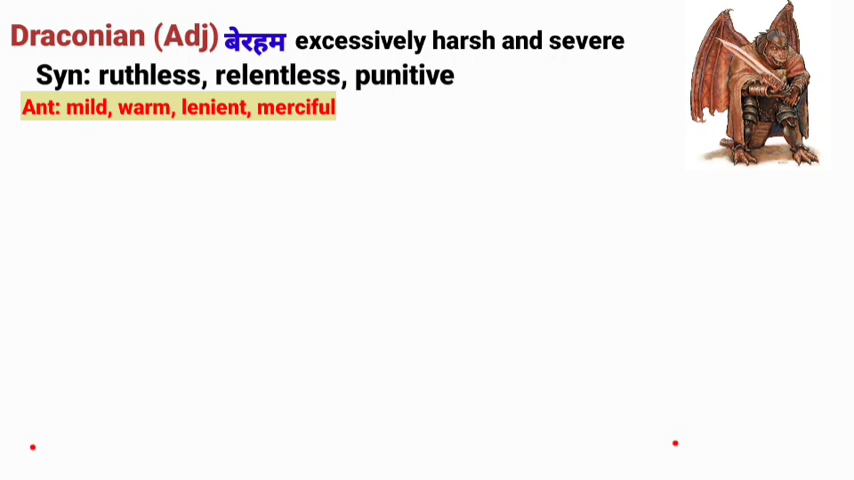 Draconian (Adj) बेरहम excessively harsh and severe
Syn: ruthless, relentless, punitive
Ant: mild, warm, lenient, merciful